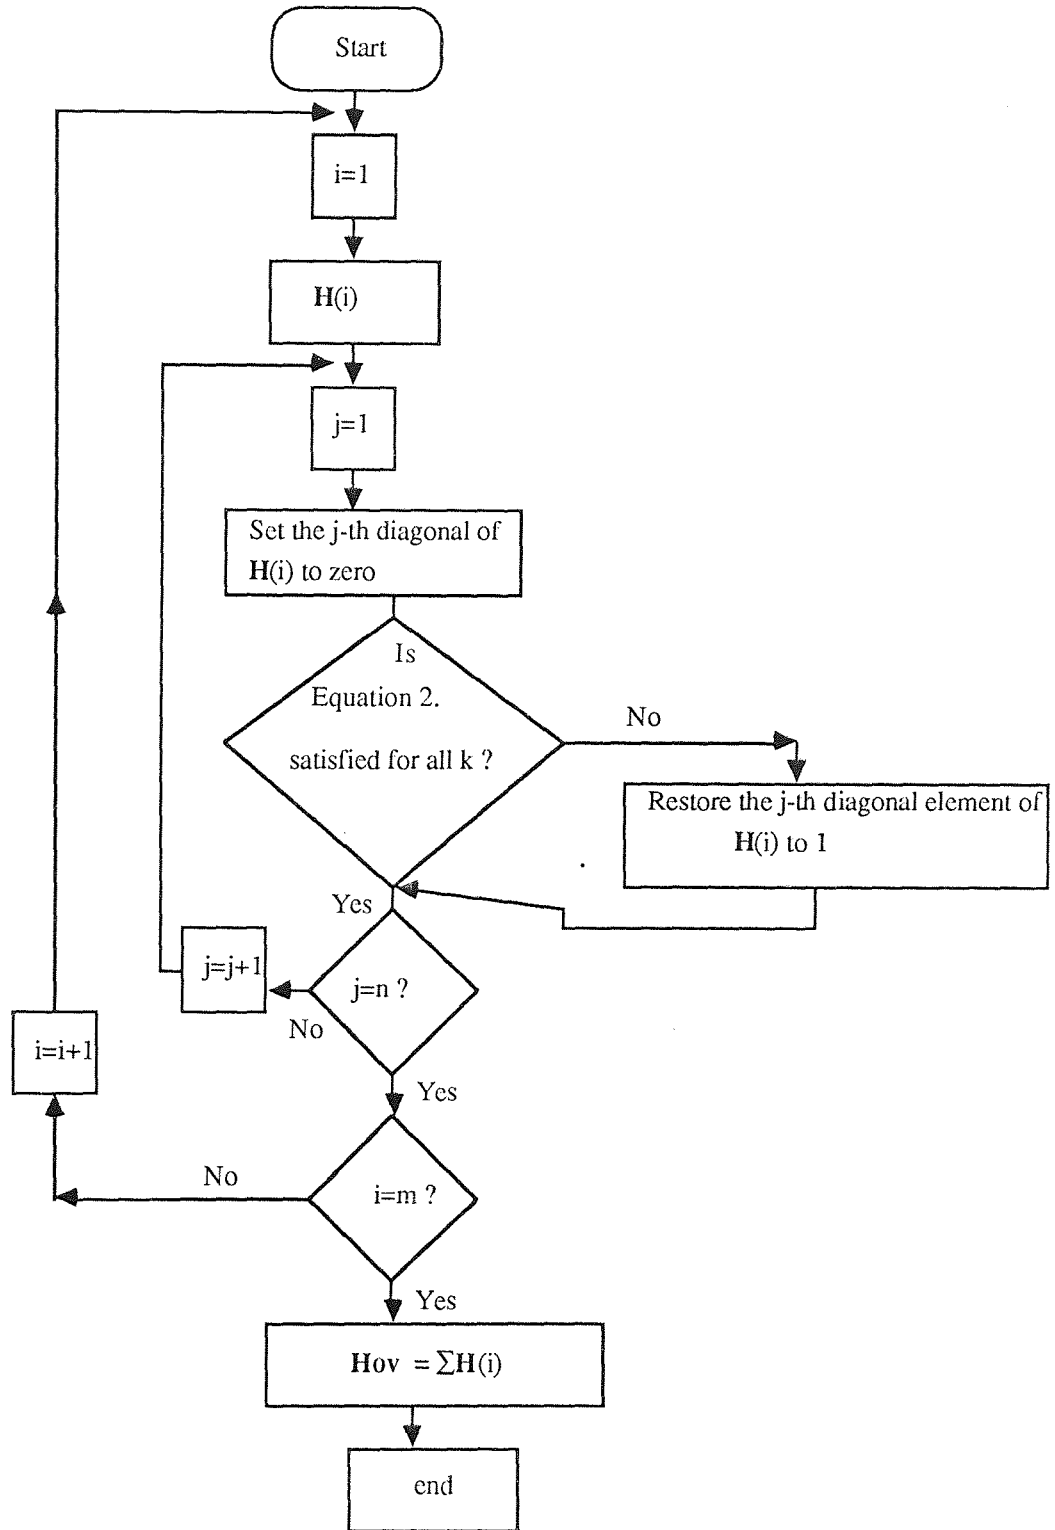 Start
i=1
H(i)
j=1
Set the j-th diagonal of
H(i) to zero
Is
Equation 2.
satisfied for all k ?
No
Restore the j-th diagonal element of
H(i) to 1
Yes
j=n ?
j=j+1
No
i=i+1
Yes
No
i=m ?
Yes
Hov = ∑H(i)
end